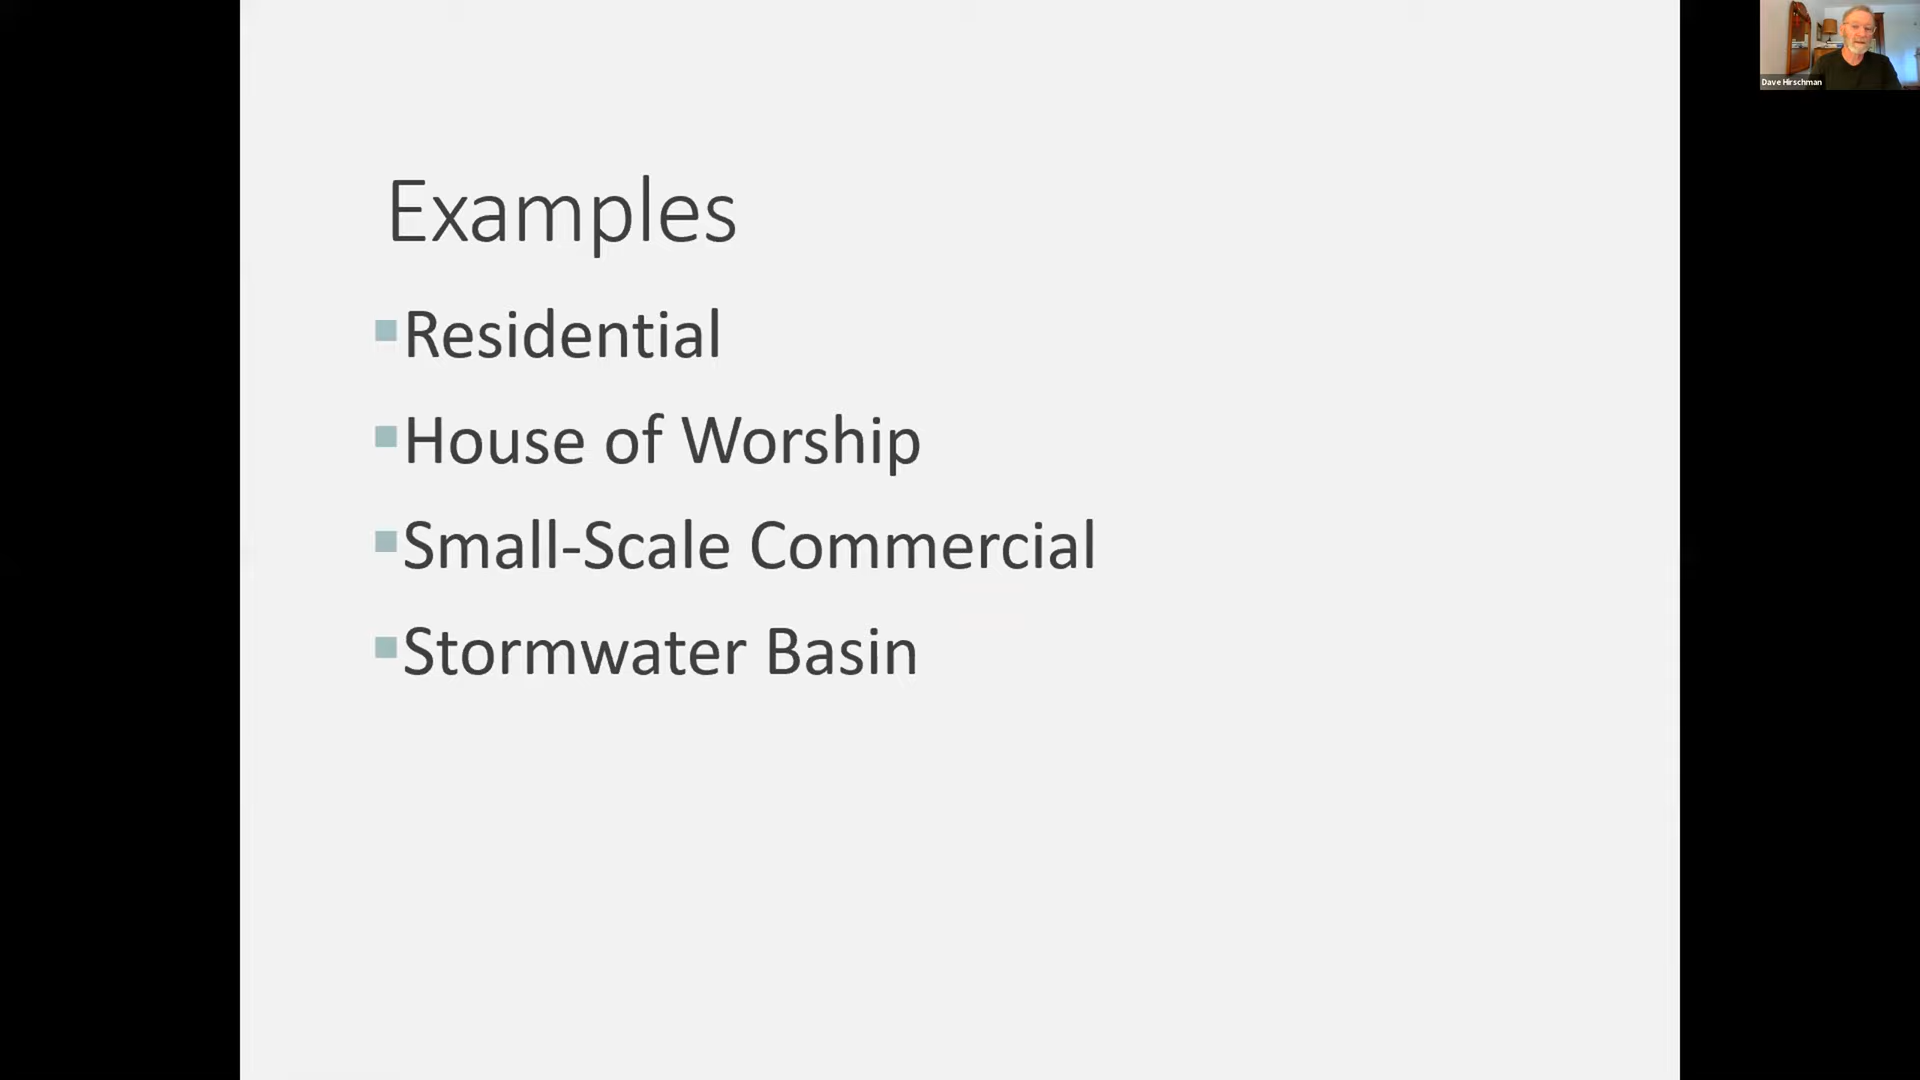 Examples
Residential
House of Worship
Small-Scale Commercial
Stormwater Basin
Dave Hirschman